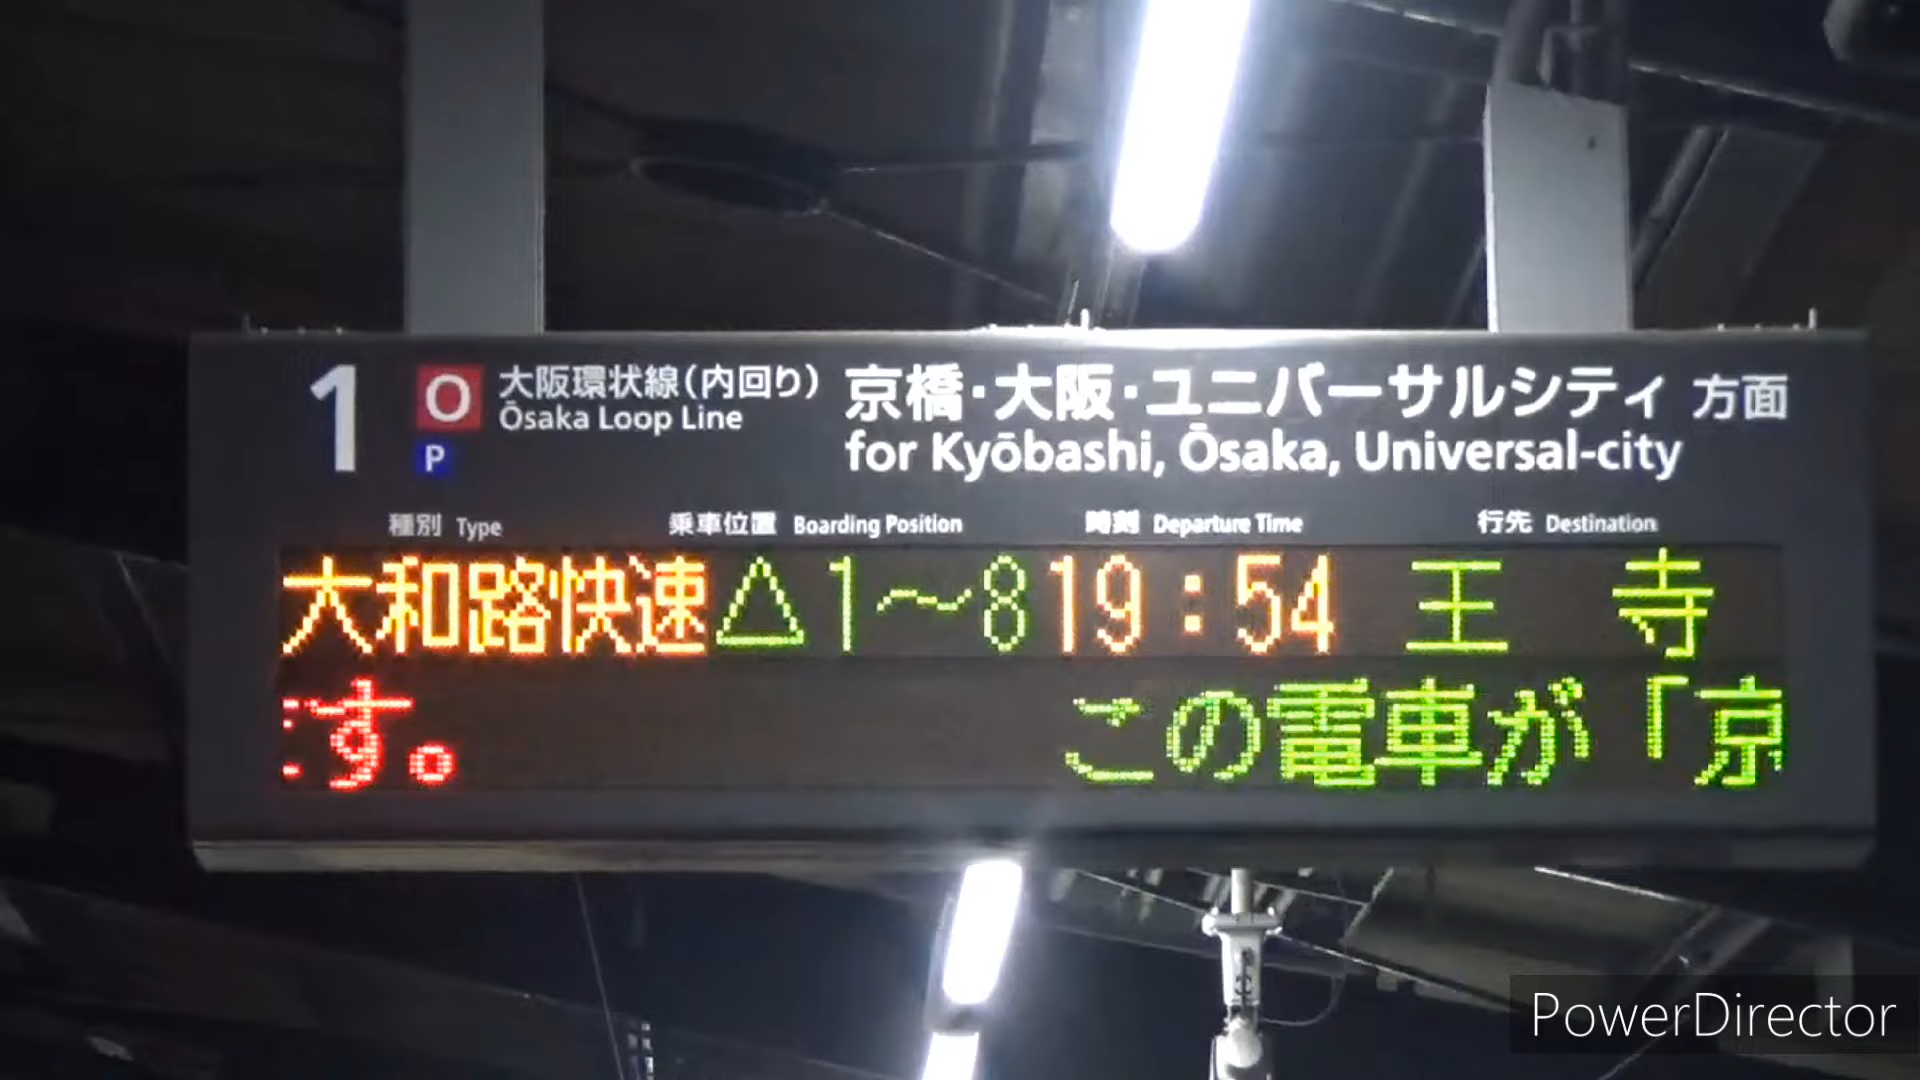 1 O 大阪環状線(内回り) 京橋・大阪・ユニバーサルシティ 方面
P Ōsaka Loop Line for Kyōbashi, Ōsaka, Universal-city
種別 Type 乗車位置 Boarding Position 時刻 Departure Time 行先 Destination
大和路快速 △1～8 19:54 王寺
す。 この電車が「京
PowerDirector